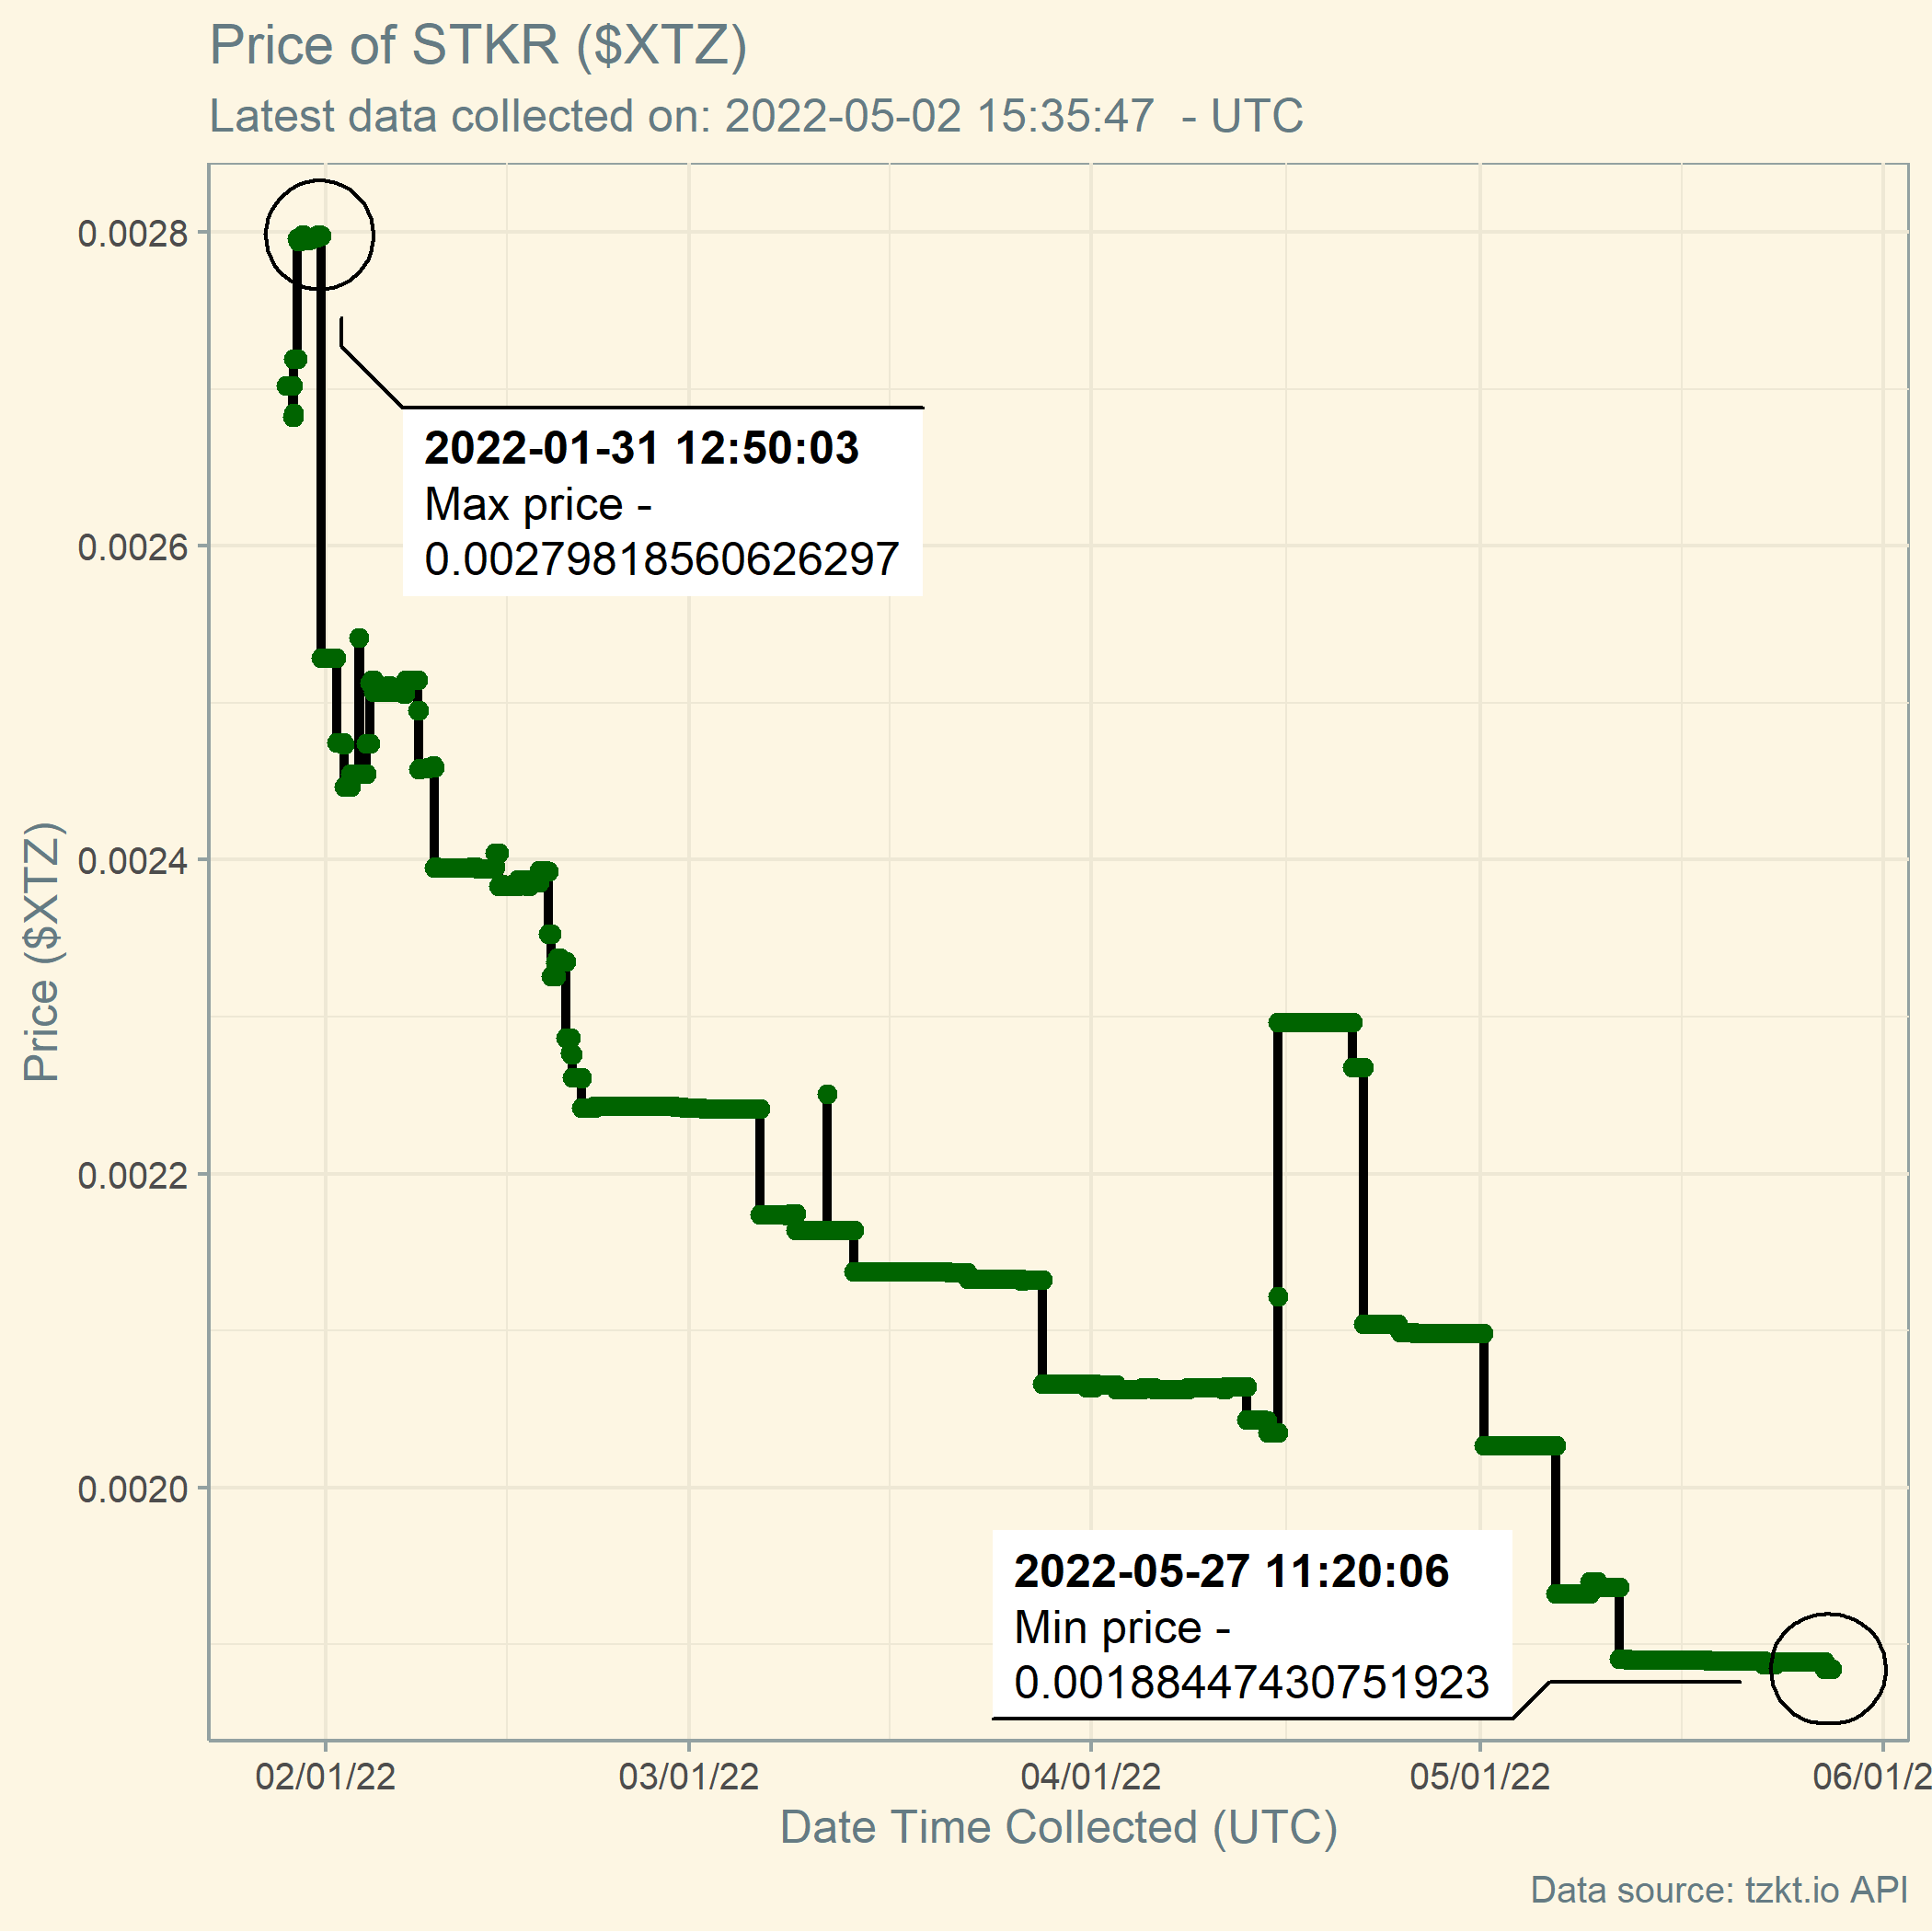 Price of STKR ($XTZ)
Latest data collected on: 2022-05-02 15:35:47 - UTC
0.0028
0.0026
0.0024
0.0022
0.0020
Price ($XTZ)
2022-01-31 12:50:03
Max price -
0.00279818560626297
2022-05-27 11:20:06
Min price -
0.00188447430751923
02/01/22
03/01/22
04/01/22
05/01/22
06/01/2
Date Time Collected (UTC)
Data source: tzkt.io API